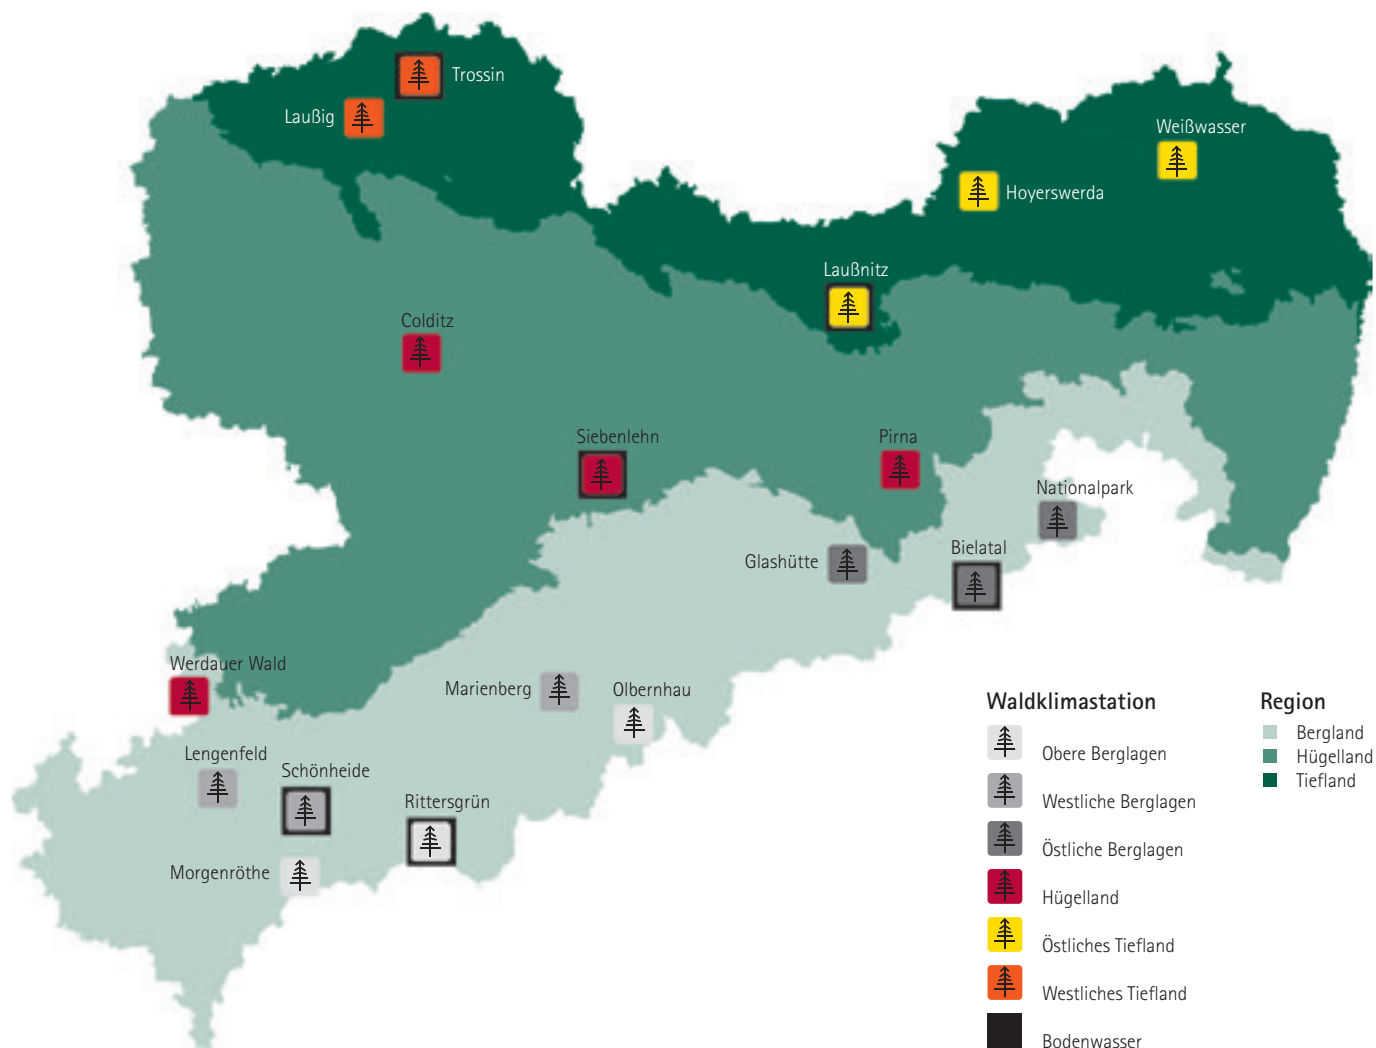 Trossin
Laußig
Weißwasser
Hoyerswerda
Laußnitz
Colditz
Siebenlehn
Pirna
Nationalpark
Bielatal
Glashütte
Werdauer Wald
Marienberg
Olbernhau
Lengenfeld
Schönheide
Rittersgrün
Morgenröthe
Waldklimastation
Obere Berglagen
Westliche Berglagen
Östliche Berglagen
Hügelland
Östliches Tiefland
Westliches Tiefland
Bodenwasser
Region
Bergland
Hügelland
Tiefland